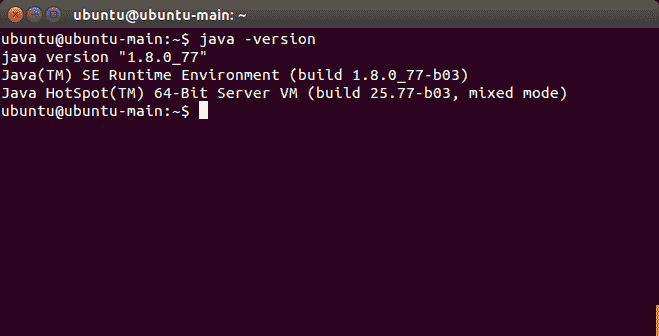 ubuntu@ubuntu-main: ~
ubuntu@ubuntu-main:~$ java -version
java version "1.8.0_77"
Java(TM) SE Runtime Environment (build 1.8.0_77-b03)
Java HotSpot(TM) 64-Bit Server VM (build 25.77-b03, mixed mode)
ubuntu@ubuntu-main:~$